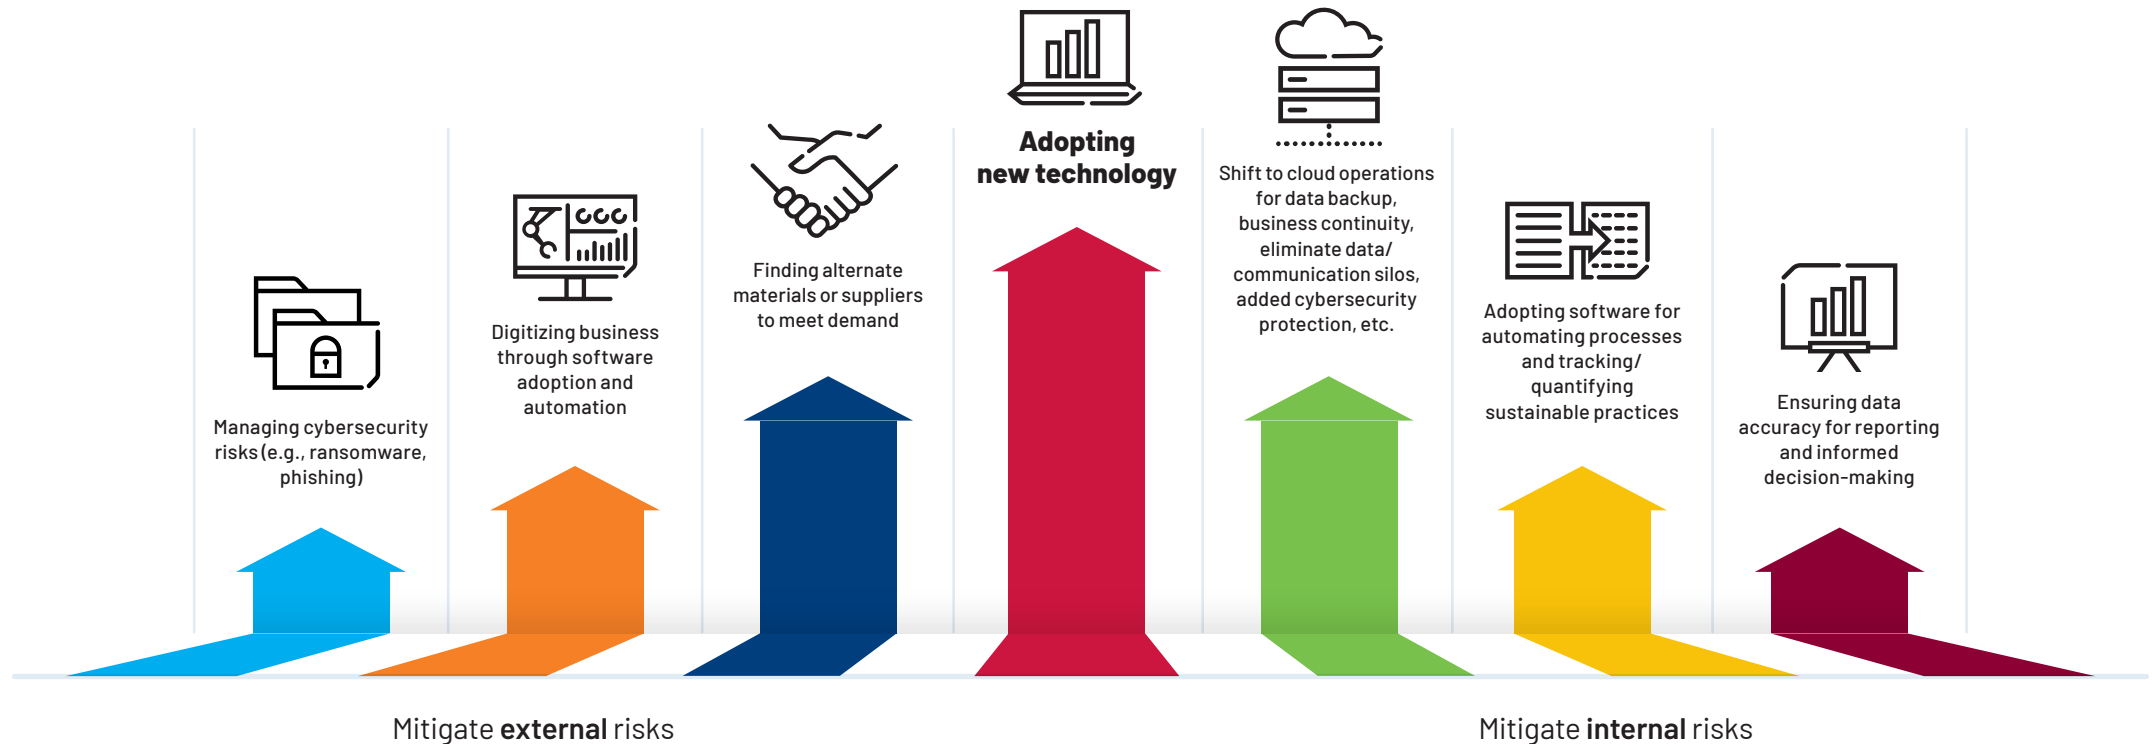 Managing cybersecurity
risks (e.g., ransomware,
phishing)
Digitizing business
through software
adoption and
automation
Finding alternate
materials or suppliers
to meet demand
Adopting
new technology
Shift to cloud operations
for data backup,
business continuity,
eliminate data/
communication silos,
added cybersecurity
protection, etc.
Adopting software for
automating processes
and tracking/
quantifying
sustainable practices
Ensuring data
accuracy for reporting
and informed
decision-making
Mitigate external risks
Mitigate internal risks